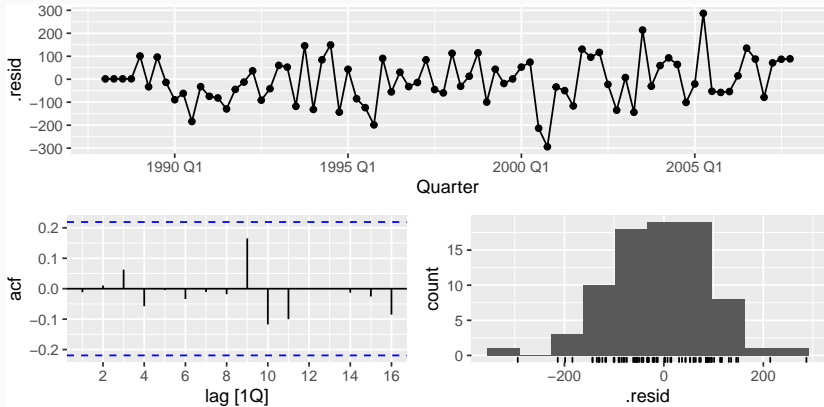 300
200
100
0
−100
−200
−300
.resid
1990 Q1 1995 Q1 2000 Q1 2005 Q1
Quarter
0.2
0.1
0.0
−0.1
−0.2
acf
2 4 6 8 10 12 14 16
lag [1Q]
15
10
5
0
count
−200 0 200
.resid